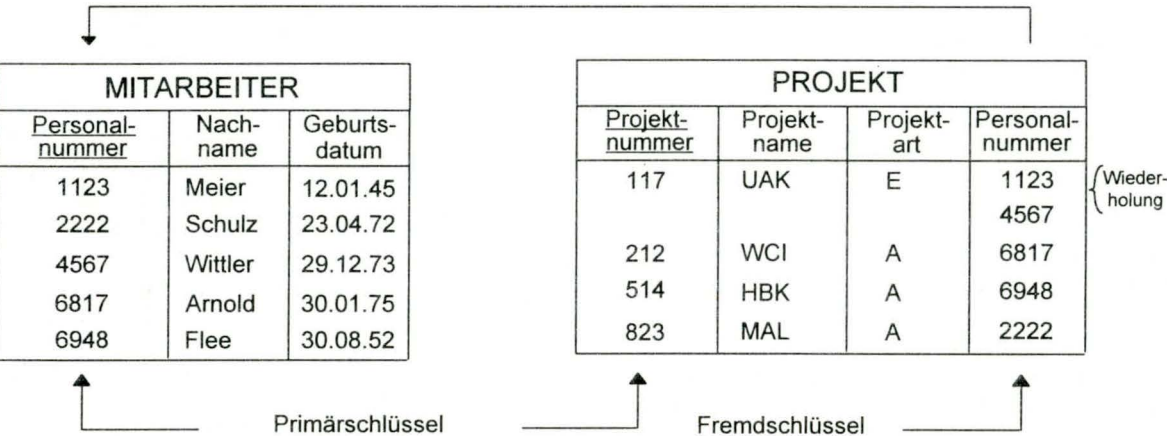 MITARBEITER
Personal- Nach- Geburts-
nummer name datum
1123 Meier 12.01.45
2222 Schulz 23.04.72
4567 Wittler 29.12.73
6817 Arnold 30.01.75
6948 Flee 30.08.52
PROJEKT
Projekt- Projekt- Projekt- Personal-
nummer name art nummer
117 UAK E 1123
4567
212 WCI A 6817
514 HBK A 6948
823 MAL A 2222
Wieder-
holung
Primärschlüssel Fremdschlüssel